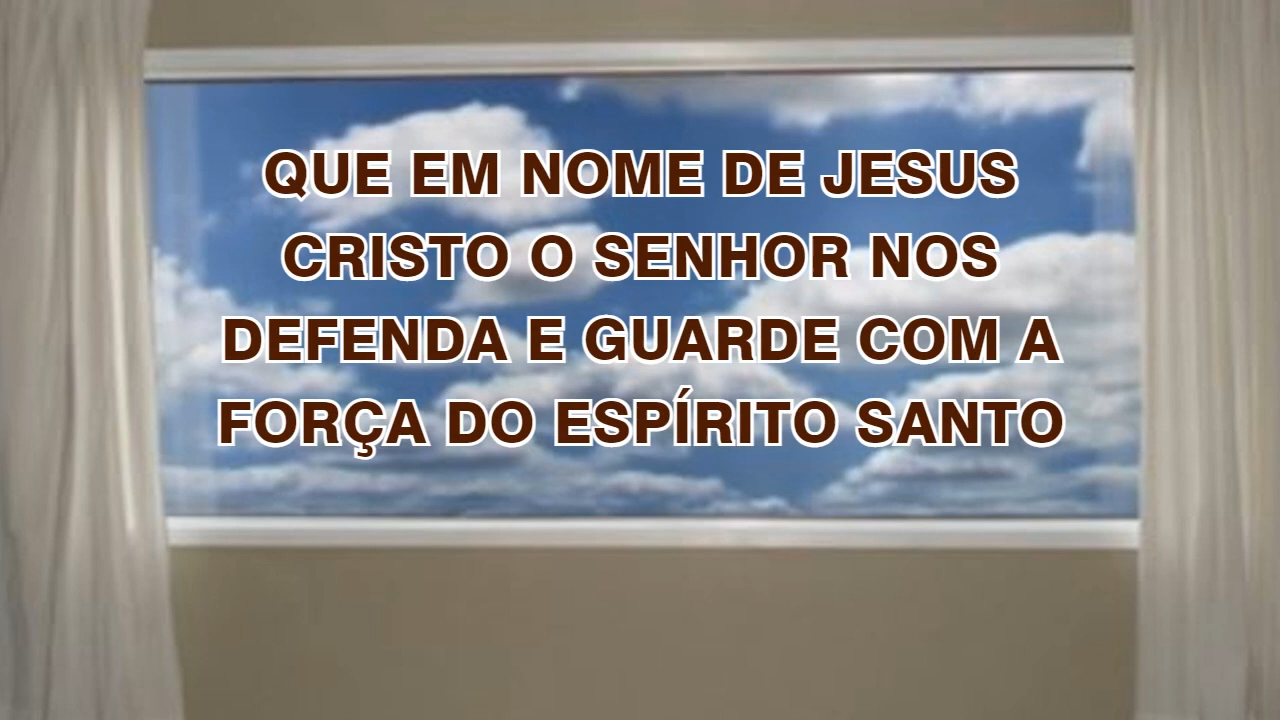 QUE EM NOME DE JESUS
CRISTO O SENHOR NOS
DEFENDA E GUARDE COM A
FORÇA DO ESPÍRITO SANTO